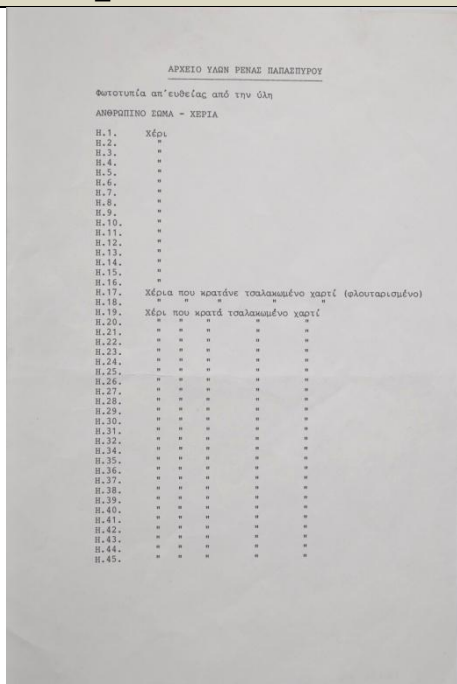 ΑΡΧΕΙΟ ΥΛΩΝ ΡΕΝΑΣ ΠΑΠΑΣΠΥΡΟΥ
Φωτοτυπία απ'ευθείας από την ύλη
ΑΝΘΡΩΠΙΝΟ ΣΩΜΑ - ΧΕΡΙΑ
Η.1. Χέρι
Η.2. "
Η.3. "
Η.4. "
Η.5. "
Η.6. "
Η.7. "
Η.8. "
Η.9. "
Η.10. "
Η.11. "
Η.12. "
Η.13. "
Η.14. "
Η.15. "
Η.16. "
Η.17. Χέρια που κρατάνε τσαλακωμένο χαρτί (φλουταρισμένο)
Η.18. " " " " "
Η.19. Χέρι που κρατά τσαλακωμένο χαρτί
Η.20. " " " " "
Η.21. " " " " "
Η.22. " " " " "
Η.23. " " " " "
Η.24. " " " " "
Η.25. " " " " "
Η.26. " " " " "
Η.27. " " " " "
Η.28. " " " " "
Η.29. " " " " "
Η.30. " " " " "
Η.31. " " " " "
Η.32. " " " " "
Η.34. " " " " "
Η.35. " " " " "
Η.36. " " " " "
Η.37. " " " " "
Η.38. " " " " "
Η.39. " " " " "
Η.40. " " " " "
Η.41. " " " " "
Η.42. " " " " "
Η.43. " " " " "
Η.44. " " " " "
Η.45. " " " " "